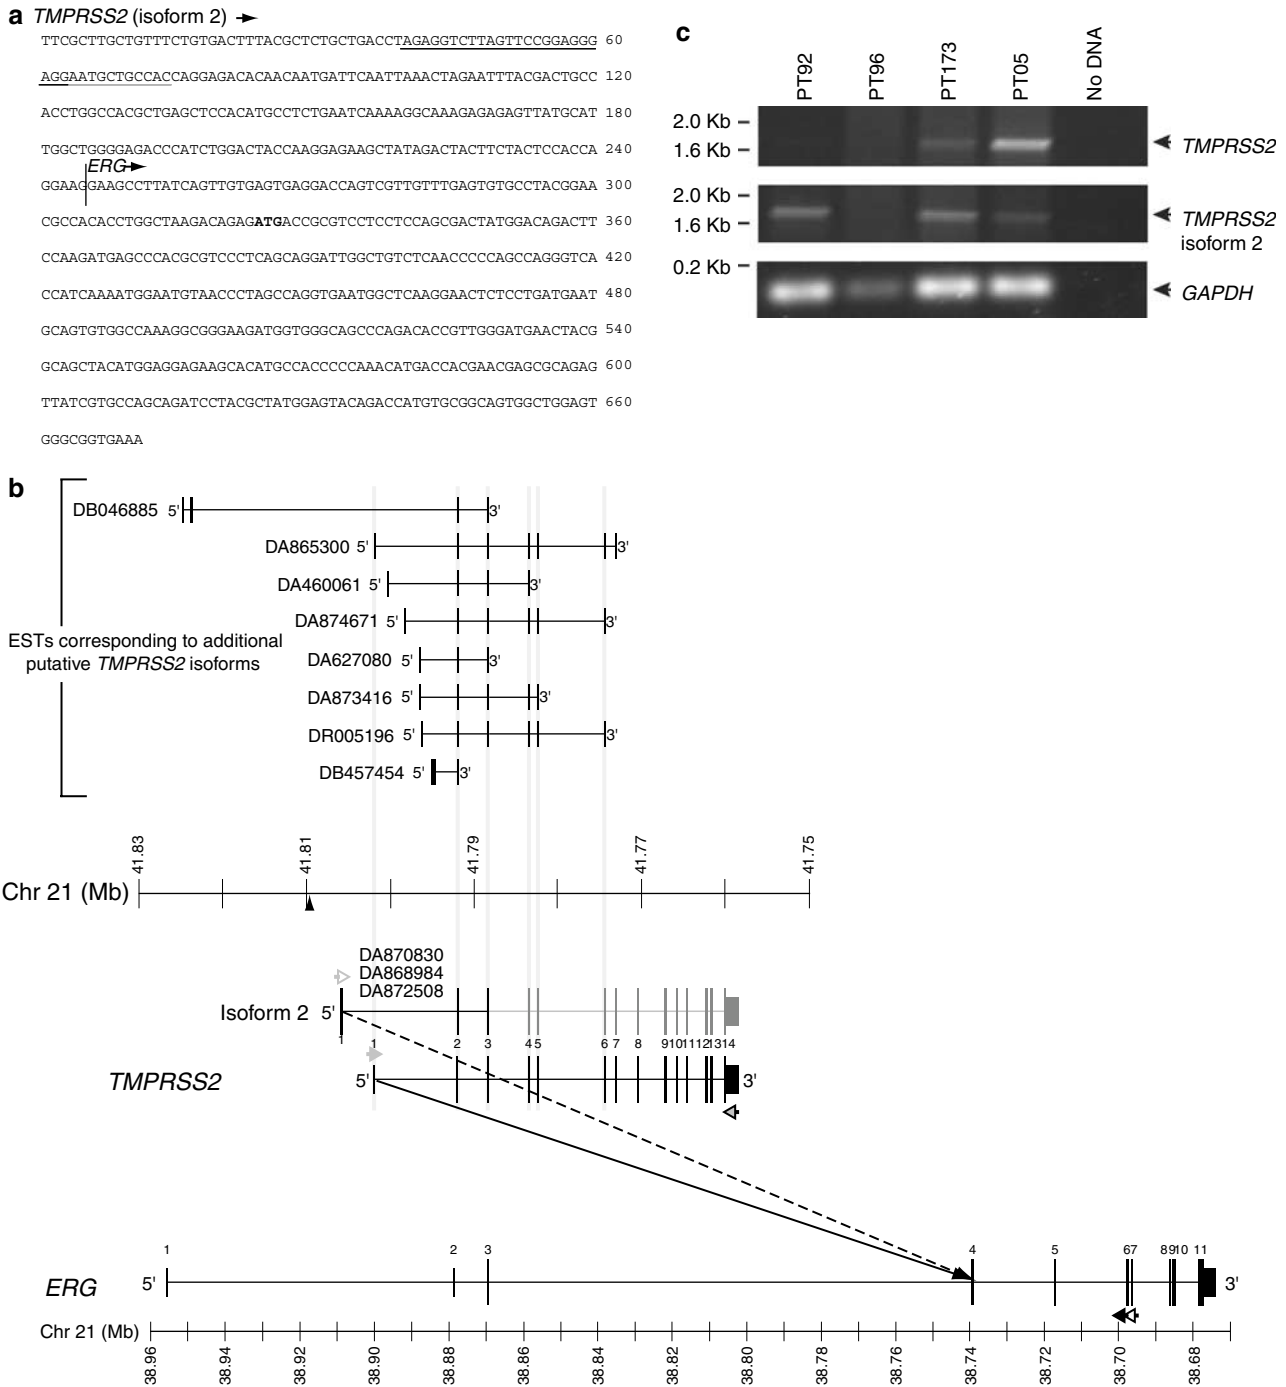 a TMPRSS2 (isoform 2)
TTCGCTTGCTGTTTCTGTGACTTTACGCTCTGCTGACCTAGAGGTCTTAGTTCCGGAGGG 60
AGGAATGCTGCCACCAGGAGACACAACAATGATTCAATTAAACTAGAATTTACGACTGCC 120
ACCTGGCCACGCTGAGCTCCACATGCCTCTGAATCAAAAGGCAAAGAGAGAGTTATGCAT 180
TGGCTGGGGAGACCCATCTGGACTACCAAGGAGAAGCTATAGACTACTTCTACTCCACCA 240
ERG
GGAAGGAAGCCTTATCAGTTGTGAGTGAGGACCAGTCGTTGTTTGAGTGTGCCTACGGAA 300
CGCCACACCTGGCTAAGACAGAGATGACCGCGTCCTCCTCCAGCGACTATGGACAGACTT 360
CCAAGATGAGCCCACGCGTCCCTCAGCAGGATTGGCTGTCTCAACCCCCAGCCAGGGTCA 420
CCATCAAAATGGAATGTAACCCTAGCCAGGTGAATGGCTCAAGGAACTCTCCTGATGAAT 480
GCAGTGTGGCCAAAGGCGGGAAGATGGTGGGCAGCCCAGACACCGTTGGGATGAACTACG 540
GCAGCTACATGGAGGAGAAGCACATGCCACCCCCAAACATGACCACGAACGAGCGCAGAG 600
TTATCGTGCCAGCAGATCCTACGCTATGGAGTACAGACCATGTGCGGCAGTGGCTGGAGT 660
GGGCGGTGAAA
c
PT92 PT96 PT173 PT05 No DNA
2.0 Kb
1.6 Kb
TMPRSS2
2.0 Kb
1.6 Kb
TMPRSS2
isoform 2
0.2 Kb
GAPDH
b
DB046885 5' 3'
DA865300 5' 3'
DA460061 5' 3'
DA874671 5' 3'
ESTs corresponding to additional
putative TMPRSS2 isoforms
DA627080 5' 3'
DA873416 5' 3'
DR005196 5' 3'
DB457454 5' 3'
41.83 41.81 41.79 41.77 41.75
Chr 21 (Mb)
DA870830
DA868984
DA872508
Isoform 2 5'
1 1 2 3 4 5 6 7 8 9 10 11 12 13 14
TMPRSS2 5' 3'
1 2 3 4 5 6 7 8 9 10 11
ERG 5' 3'
Chr 21 (Mb)
38.96 38.94 38.92 38.90 38.88 38.86 38.84 38.82 38.80 38.78 38.76 38.74 38.72 38.70 38.68